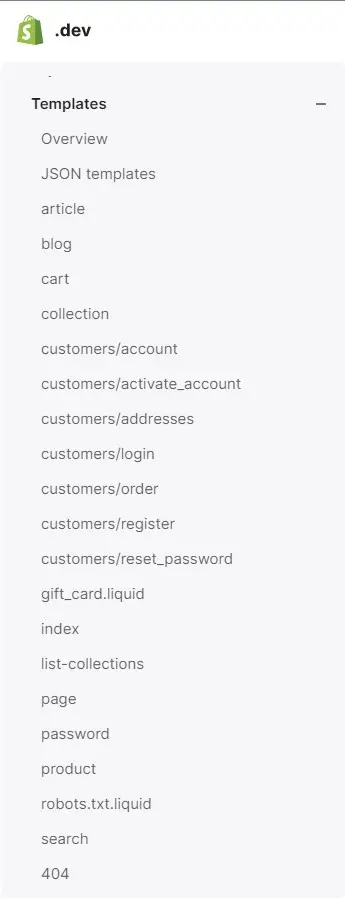 .dev
Templates
Overview
JSON templates
article
blog
cart
collection
customers/account
customers/activate_account
customers/addresses
customers/login
customers/order
customers/register
customers/reset_password
gift_card.liquid
index
list-collections
page
password
product
robots.txt.liquid
search
404